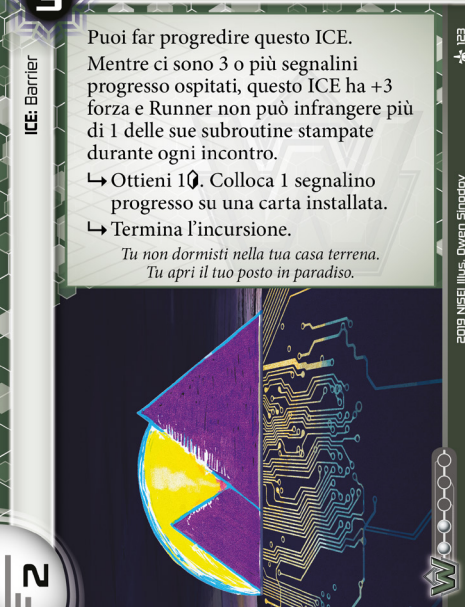 Puoi far progredire questo ICE.
Mentre ci sono 3 o più segnalini
progresso ospitati, questo ICE ha +3
forza e Runner non può infrangere più
di 1 delle sue subroutine stampate
durante ogni incontro.
Ottieni 1. Colloca 1 segnalino
progresso su una carta installata.
Termina l'incursione.
Tu non dormisti nella tua casa terrena.
Tu apri il tuo posto in paradiso.
ICE: Barrier
2
123
2019 NISEI Illus. Owen Sinodov